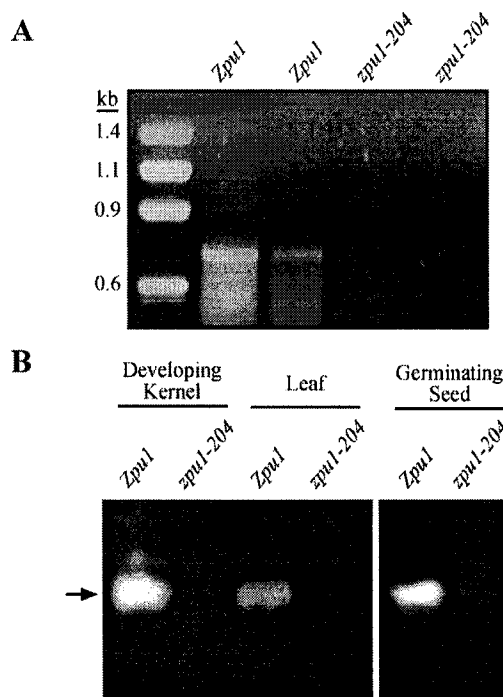 A
Zpu1 Zpu1 zpu1-204 zpu1-204
kb
1.4
1.1
0.9
0.6
B
Developing Kernel Leaf Germinating Seed
Zpu1 zpu1-204 Zpu1 zpu1-204 Zpu1 zpu1-204